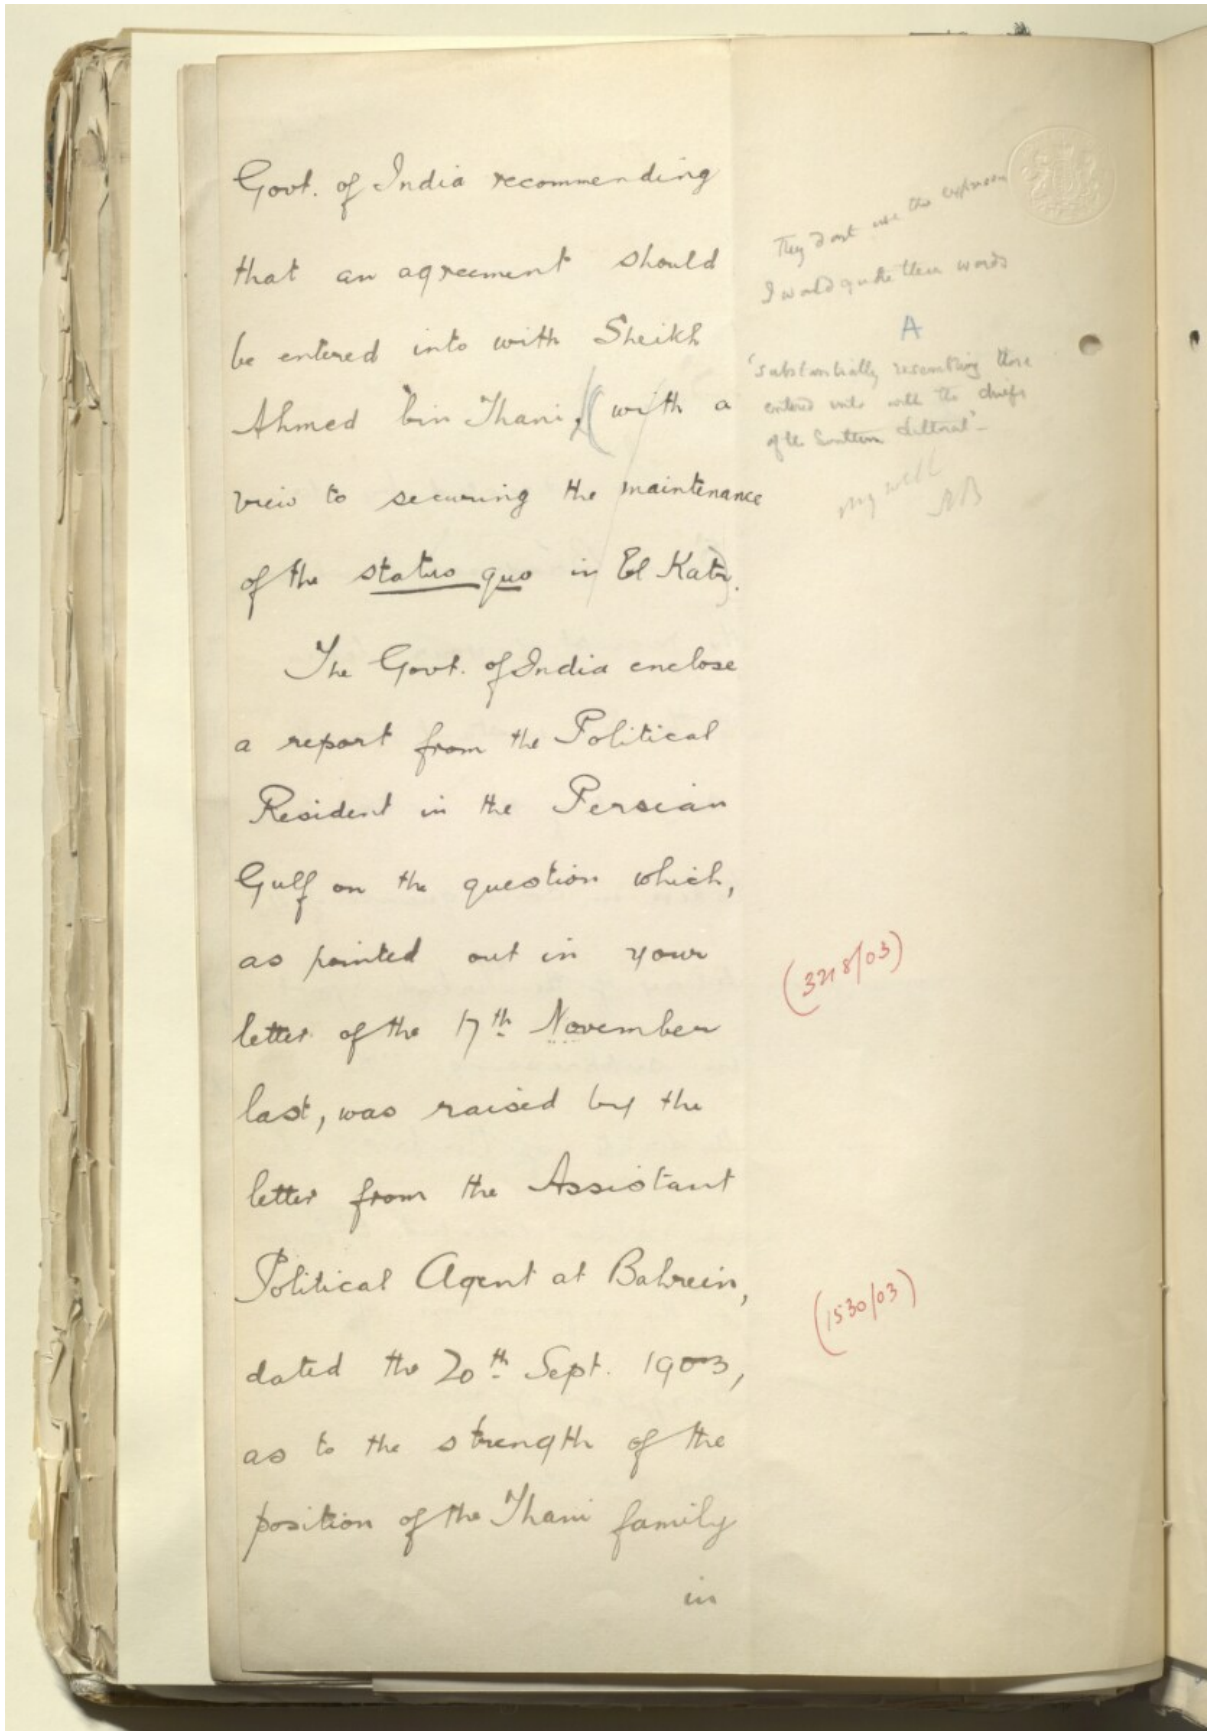 Govt. of India recommending
that an agreement should
be entered into with Sheikh
Ahmed bin Thani, (with a
view to securing the maintenance
of the status quo in El Katr).
The Govt. of India enclose
a report from the Political
Resident in the Persian
Gulf on the question which,
as pointed out in your
letter of the 17th November
last, was raised by the
letter from the Assistant
Political Agent at Bahrein,
dated the 20th Sept. 1903,
as to the strength of the
position of the Thani family
in
They dont use this expression
I would quote their words
A
'substantially resembling those
entered into with the chiefs
of the Southern littoral'-
(3218/03)
(1530/03)